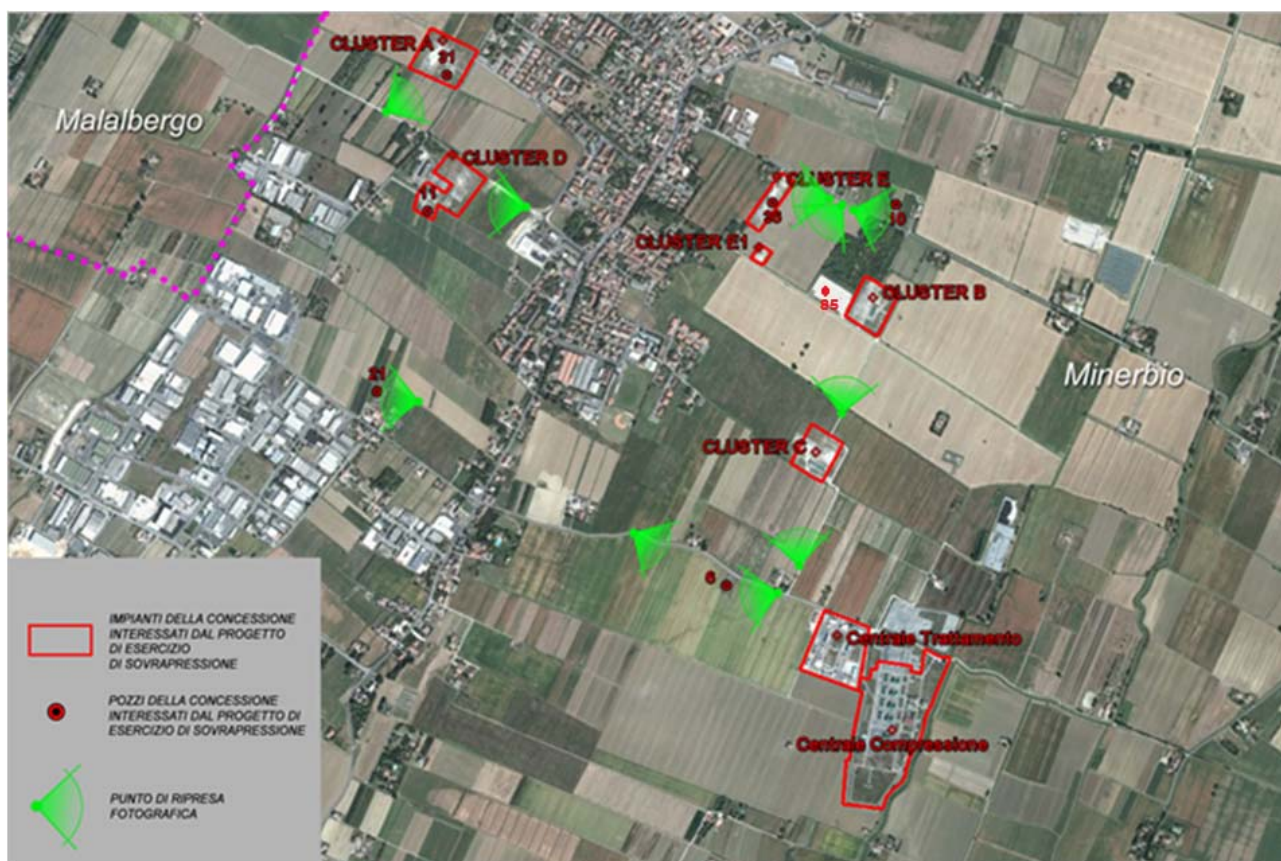 CLUSTER A
31
Malalbergo
CLUSTER D
11
CLUSTER E
10
CLUSTER E1
85
CLUSTER B
Minerbio
21
CLUSTER C
6
Centrale Trattamento
Centrale Compressione
IMPIANTI DELLA CONCESSIONE
INTERESSATI DAL PROGETTO
DI ESERCIZIO
DI SOVRAPRESSIONE
POZZI DELLA CONCESSIONE
INTERESSATI DAL PROGETTO DI
ESERCIZIO DI SOVRAPRESSIONE
PUNTO DI RIPRESA
FOTOGRAFICA